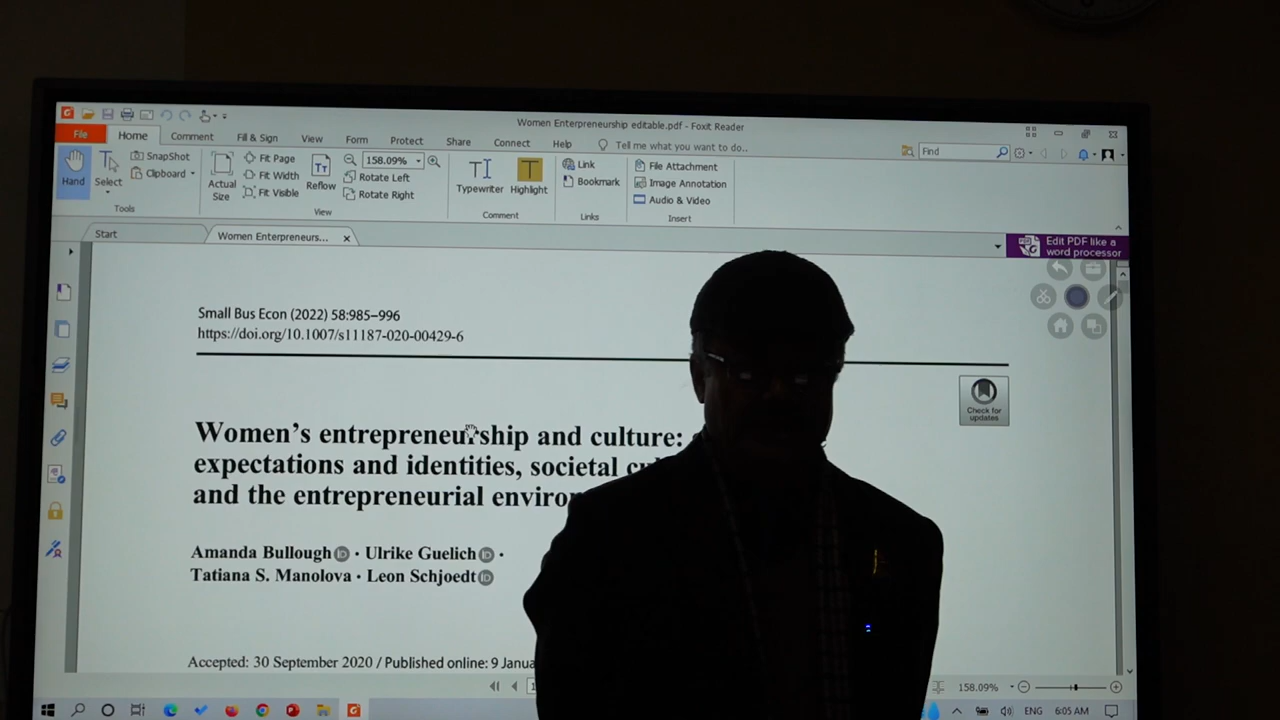 Women Enterpreneurship editable.pdf - Foxit Reader
File Home Comment Fill & Sign View Form Protect Share Connect Help Tell me what you want to do.. Find
SnapShot
Clipboard
Hand Select
Tools
Actual Size
Fit Page
Fit Width
Fit Visible
Reflow
158.09%
Rotate Left
Rotate Right
View
Typewriter Highlight
Comment
Link
Bookmark
Links
File Attachment
Image Annotation
Audio & Video
Insert
Start Women Enterpreneurs...
Edit PDF like a
word processor
Small Bus Econ (2022) 58:985–996
https://doi.org/10.1007/s11187-020-00429-6
Check for
updates
Women's entrepreneurship and culture:
expectations and identities, societal
and the entrepreneurial
Amanda Bullough · Ulrike Guelich ·
Tatiana S. Manolova · Leon Schjoedt
Accepted: 30 September 2020 / Published online: 9
158.09%
ENG 6:05 AM